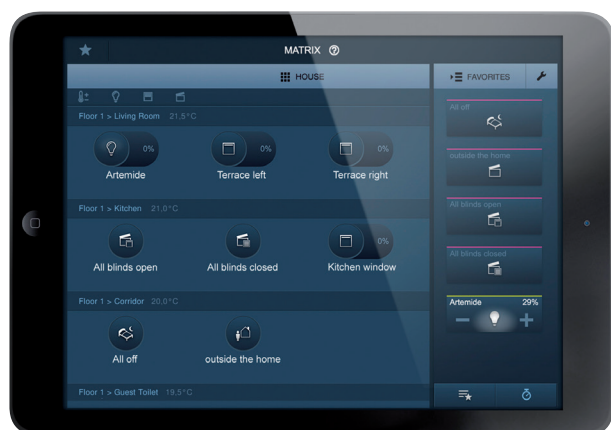 MATRIX ?
HOUSE
FAVORITES
Floor 1 > Living Room 21,5°C
0%
0%
0%
Artemide
Terrace left
Terrace right
Floor 1 > Kitchen 21,0°C
0%
All blinds open
All blinds closed
Kitchen window
Floor 1 > Corridor 20,0°C
All off
outside the home
Floor 1 > Guest Toilet 19,5°C
All off
outside the home
All blinds open
All blinds closed
Artemide 29%